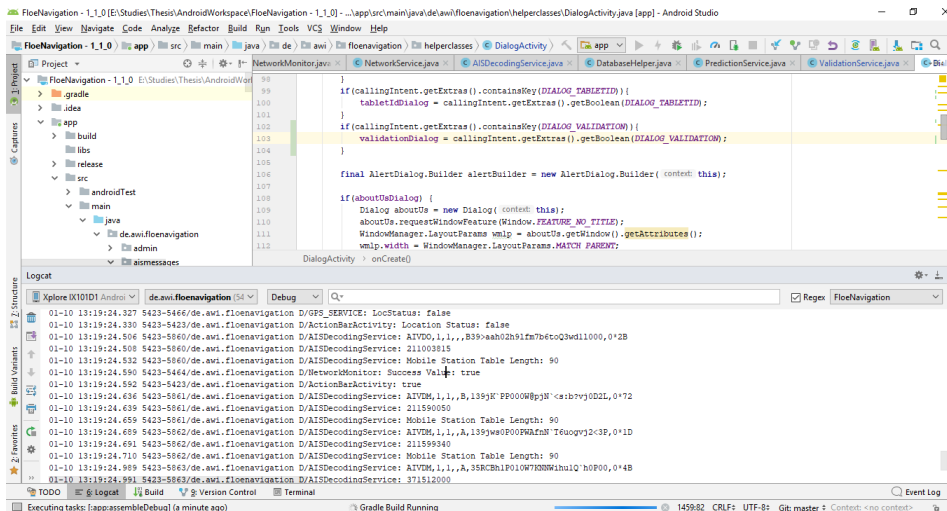 FloeNavigation - 1_1_0 [E:\Studies\Thesis\AndroidWorkspace\FloeNavigation - 1_1_0] - ...\app\src\main\java\de\awi\floenavigation\helperclasses\DialogActivity.java [app] - Android Studio
File Edit View Navigate Code Analyze Refactor Build Run Tools VCS Window Help
FloeNavigation - 1_1_0 app src main java de awi floenavigation helperclasses DialogActivity app
Project NetworkMonitor.java NetworkService.java AISDecodingService.java DatabaseHelper.java PredictionService.java ValidationService.java
1: Project
Captures
7: Structure
Build Variants
2: Favorites
FloeNavigation - 1_1_0 E:\Studies\Thesis\AndroidWor
.gradle
.idea
app
build
libs
release
src
androidTest
main
java
de.awi.floenavigation
admin
aismessages
98 }
99 if(callingIntent.getExtras().containsKey(DIALOG_TABLETID)){
100 tabletIdDialog = callingIntent.getExtras().getBoolean(DIALOG_TABLETID);
101 }
102 if(callingIntent.getExtras().containsKey(DIALOG_VALIDATION)){
103 validationDialog = callingIntent.getExtras().getBoolean(DIALOG_VALIDATION);
104 }
105
106 final AlertDialog.Builder alertBuilder = new AlertDialog.Builder( context: this);
107
108 if(aboutUsDialog) {
109 Dialog aboutUs = new Dialog( context: this);
110 aboutUs.requestWindowFeature(Window.FEATURE_NO_TITLE);
111 WindowManager.LayoutParams wmlp = aboutUs.getWindow().getAttributes();
112 wmlp.width = WindowManager.LayoutParams.MATCH_PARENT;
DialogActivity > onCreate()
Logcat
Xplore IX101D1 Androi de.awi.floenavigation (54 Debug Regex FloeNavigation
01-10 13:19:24.327 5423-5466/de.awi.floenavigation D/GPS_SERVICE: LocStatus: false
01-10 13:19:24.330 5423-5423/de.awi.floenavigation D/ActionBarActivity: Location Status: false
01-10 13:19:24.506 5423-5860/de.awi.floenavigation D/AISDecodingService: AIVDO,1,1,,,B39>aah02h91fm7b6toQ3wdl1000,0*2B
01-10 13:19:24.508 5423-5860/de.awi.floenavigation D/AISDecodingService: 211003815
01-10 13:19:24.532 5423-5860/de.awi.floenavigation D/AISDecodingService: Mobile Station Table Length: 90
01-10 13:19:24.590 5423-5464/de.awi.floenavigation D/NetworkMonitor: Success Value: true
01-10 13:19:24.592 5423-5423/de.awi.floenavigation D/ActionBarActivity: true
01-10 13:19:24.636 5423-5861/de.awi.floenavigation D/AISDecodingService: AIVDM,1,1,,B,139jK`PP000W@pjN`<s:b?vj0D2L,0*72
01-10 13:19:24.639 5423-5861/de.awi.floenavigation D/AISDecodingService: 211590050
01-10 13:19:24.659 5423-5861/de.awi.floenavigation D/AISDecodingService: Mobile Station Table Length: 90
01-10 13:19:24.689 5423-5862/de.awi.floenavigation D/AISDecodingService: AIVDM,1,1,,A,139jws0P00PWAfnN`T6uogvj2<3P,0*1D
01-10 13:19:24.691 5423-5862/de.awi.floenavigation D/AISDecodingService: 211599340
01-10 13:19:24.710 5423-5862/de.awi.floenavigation D/AISDecodingService: Mobile Station Table Length: 90
01-10 13:19:24.989 5423-5863/de.awi.floenavigation D/AISDecodingService: AIVDM,1,1,,A,35RCBh1P010W7KNNWihulQ`h0P00,0*4B
01-10 13:19:24.991 5423-5863/de.awi.floenavigation D/AISDecodingService: 371512000
TODO 6: Logcat Build 9: Version Control Terminal Event Log
Executing tasks: [:app:assembleDebug] (a minute ago) Gradle Build Running 1459:82 CRLF UTF-8 Git: master Context: <no context>